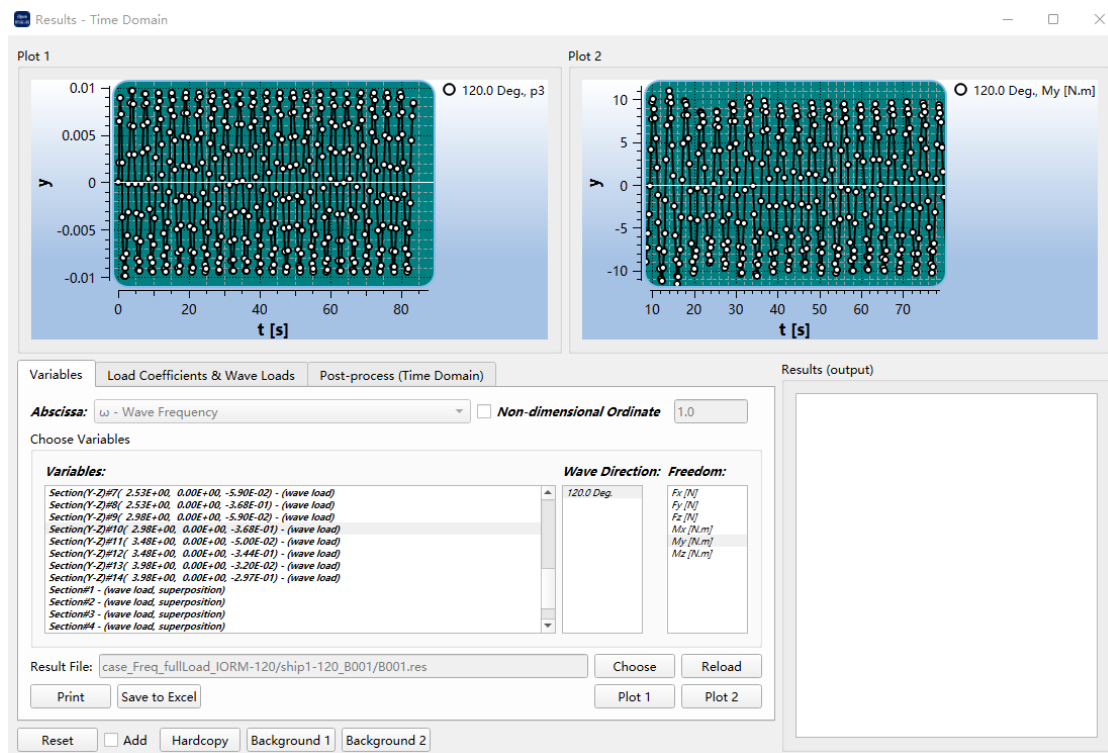 Results - Time Domain
Plot 1
Plot 2
0.01
0.005
0
-0.005
-0.01
y
0 20 40 60 80
t [s]
120.0 Deg., p3
10
5
0
-5
-10
y
10 20 30 40 50 60 70
t [s]
120.0 Deg., My [N.m]
Variables
Load Coefficients & Wave Loads
Post-process (Time Domain)
Results (output)
Abscissa: ω - Wave Frequency
Non-dimensional Ordinate 1.0
Choose Variables
Variables:
Section(Y-Z)#7( 2.53E+00, 0.00E+00, -5.90E-02) - (wave load)
Section(Y-Z)#8( 2.53E+00, 0.00E+00, -3.68E-01) - (wave load)
Section(Y-Z)#9( 2.98E+00, 0.00E+00, -5.90E-02) - (wave load)
Section(Y-Z)#10( 2.98E+00, 0.00E+00, -3.68E-01) - (wave load)
Section(Y-Z)#11( 3.48E+00, 0.00E+00, -5.00E-02) - (wave load)
Section(Y-Z)#12( 3.48E+00, 0.00E+00, -3.44E-01) - (wave load)
Section(Y-Z)#13( 3.98E+00, 0.00E+00, -3.20E-02) - (wave load)
Section(Y-Z)#14( 3.98E+00, 0.00E+00, -2.97E-01) - (wave load)
Section#1 - (wave load, superposition)
Section#2 - (wave load, superposition)
Section#3 - (wave load, superposition)
Section#4 - (wave load, superposition)
Wave Direction:
120.0 Deg.
Freedom:
Fx [N]
Fy [N]
Fz [N]
Mx [N.m]
My [N.m]
Mz [N.m]
Result File: case_Freq_fullLoad_IORM-120/ship1-120_B001/B001.res
Choose
Reload
Print
Save to Excel
Plot 1
Plot 2
Reset
Add
Hardcopy
Background 1
Background 2